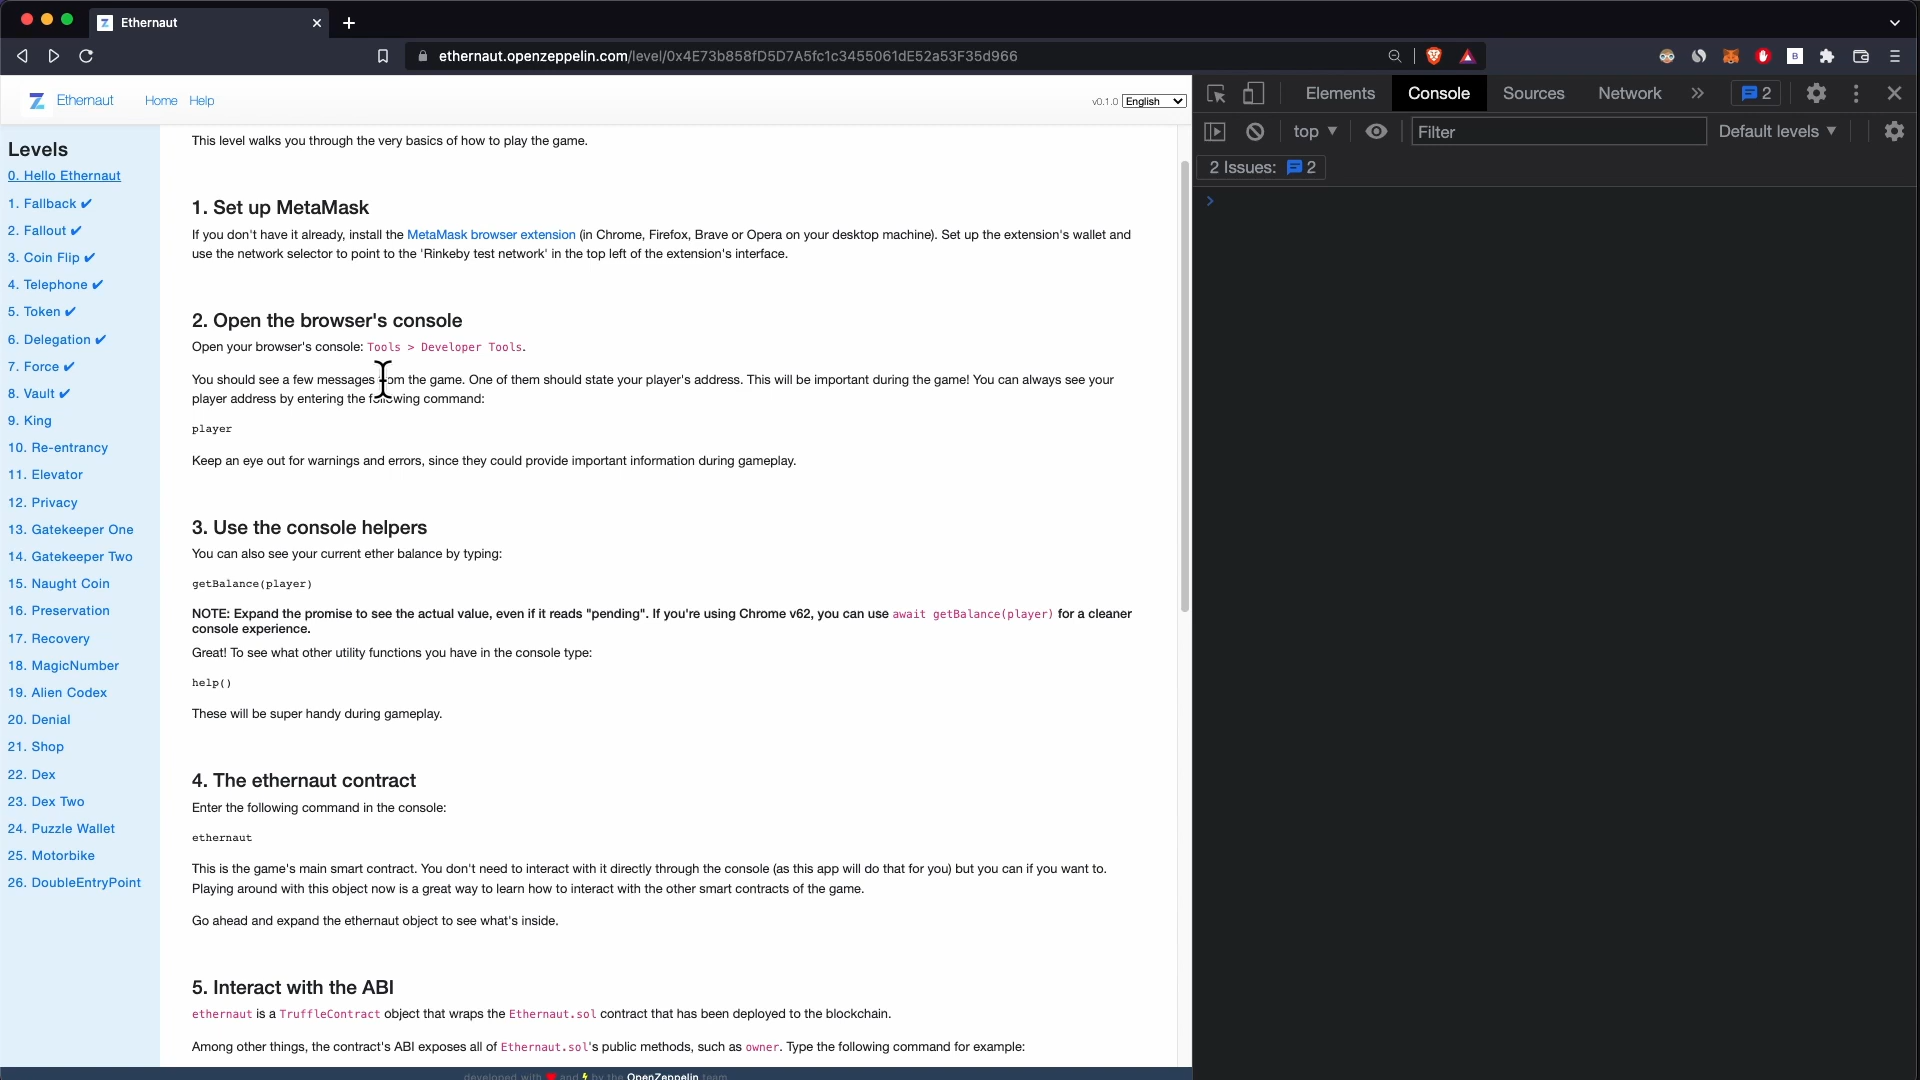 Ethernaut
ethernaut.openzeppelin.com/level/0x4E73b858fD5D7A5fc1c3455061dE52a53F35d966
Ethernaut Home Help
v0.1.0 English
Levels
0. Hello Ethernaut
1. Fallback ✔
2. Fallout ✔
3. Coin Flip ✔
4. Telephone ✔
5. Token ✔
6. Delegation ✔
7. Force ✔
8. Vault ✔
9. King
10. Re-entrancy
11. Elevator
12. Privacy
13. Gatekeeper One
14. Gatekeeper Two
15. Naught Coin
16. Preservation
17. Recovery
18. MagicNumber
19. Alien Codex
20. Denial
21. Shop
22. Dex
23. Dex Two
24. Puzzle Wallet
25. Motorbike
26. DoubleEntryPoint
This level walks you through the very basics of how to play the game.
1. Set up MetaMask
If you don't have it already, install the MetaMask browser extension (in Chrome, Firefox, Brave or Opera on your desktop machine). Set up the extension's wallet and
use the network selector to point to the 'Rinkeby test network' in the top left of the extension's interface.
2. Open the browser's console
Open your browser's console: Tools > Developer Tools.
You should see a few messages from the game. One of them should state your player's address. This will be important during the game! You can always see your
player address by entering the following command:
player
Keep an eye out for warnings and errors, since they could provide important information during gameplay.
3. Use the console helpers
You can also see your current ether balance by typing:
getBalance(player)
NOTE: Expand the promise to see the actual value, even if it reads "pending". If you're using Chrome v62, you can use await getBalance(player) for a cleaner
console experience.
Great! To see what other utility functions you have in the console type:
help()
These will be super handy during gameplay.
4. The ethernaut contract
Enter the following command in the console:
ethernaut
This is the game's main smart contract. You don't need to interact with it directly through the console (as this app will do that for you) but you can if you want to.
Playing around with this object now is a great way to learn how to interact with the other smart contracts of the game.
Go ahead and expand the ethernaut object to see what's inside.
5. Interact with the ABI
ethernaut is a TruffleContract object that wraps the Ethernaut.sol contract that has been deployed to the blockchain.
Among other things, the contract's ABI exposes all of Ethernaut.sol's public methods, such as owner. Type the following command for example:
developed with ❤ and ⚡ by the OpenZeppelin team
Elements Console Sources Network » 2
top ▼ Filter Default levels ▼
2 Issues: 2